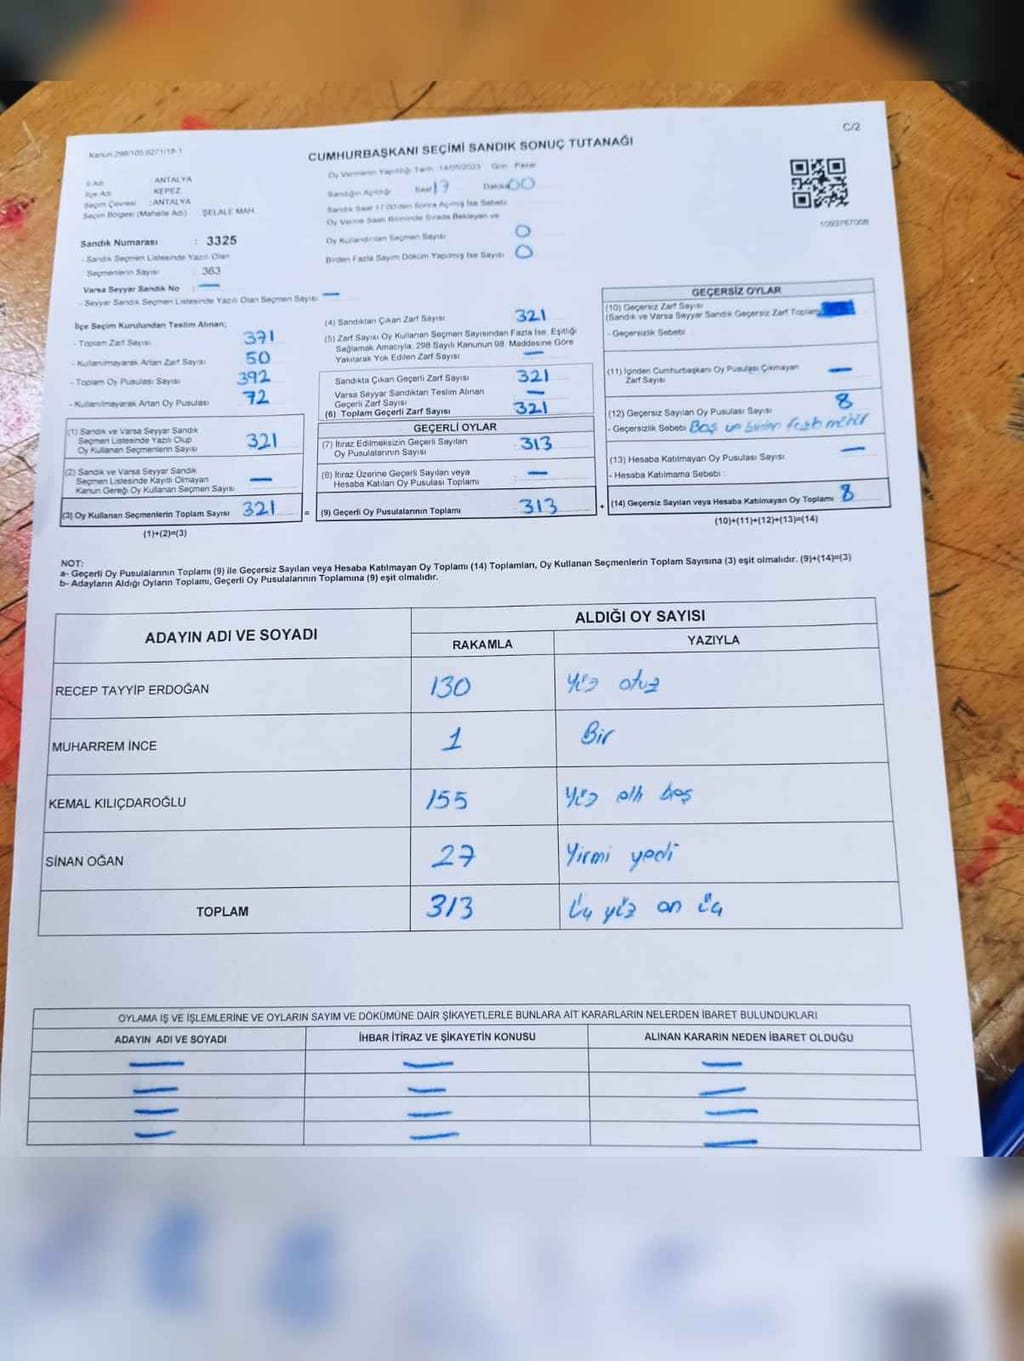 C/2
Kanun:298/105,6271/18-1
CUMHURBAŞKANI SEÇİMİ SANDIK SONUÇ TUTANAĞI
İl Adı : ANTALYA
İlçe Adı : KEPEZ
Seçim Çevresi : ANTALYA
Seçim Bölgesi (Mahalle Adı) : ŞELALE MAH.
Oy Vermenin Yapıldığı Tarih: 14/05/2023 Gün: Pazar
Sandığın Açıldığı Saat 17 Dakika 00
Sandık Saat 17:00'den Sonra Açılmış İse Sebebi
Oy Verme Saati Bitiminde Sırada Bekleyen ve
Oy Kullandırılan Seçmen Sayısı 0
Birden Fazla Sayım Döküm Yapılmış İse Sayısı 0
1093767008
Sandık Numarası : 3325
- Sandık Seçmen Listesinde Yazılı Olan
Seçmenlerin Sayısı : 363
Varsa Seyyar Sandık No : —
- Seyyar Sandık Seçmen Listesinde Yazılı Olan Seçmen Sayısı —
İlçe Seçim Kurulundan Teslim Alınan;
- Toplam Zarf Sayısı 371
- Kullanılmayarak Artan Zarf Sayısı 50
- Toplam Oy Pusulası Sayısı 392
- Kullanılmayarak Artan Oy Pusulası 72
(1) Sandık ve Varsa Seyyar Sandık
Seçmen Listesinde Yazılı Olup
Oy Kullanan Seçmenlerin Sayısı 321
(2) Sandık ve Varsa Seyyar Sandık
Seçmen Listesinde Kayıtlı Olmayan
Kanun Gereği Oy Kullanan Seçmen Sayısı —
(3) Oy Kullanan Seçmenlerin Toplam Sayısı 321 =
(1)+(2)=(3)
(4) Sandıktan Çıkan Zarf Sayısı 321
(5) Zarf Sayısı Oy Kullanan Seçmen Sayısından Fazla İse, Eşitliği
Sağlamak Amacıyla, 298 Sayılı Kanunun 98. Maddesine Göre
Yakılarak Yok Edilen Zarf Sayısı —
Sandıkta Çıkan Geçerli Zarf Sayısı 321
Varsa Seyyar Sandıktan Teslim Alınan
Geçerli Zarf Sayısı —
(6) Toplam Geçerli Zarf Sayısı 321
GEÇERLİ OYLAR
(7) İtiraz Edilmeksizin Geçerli Sayılan
Oy Pusulasının Sayısı 313
(8) İtiraz Üzerine Geçerli Sayılan veya
Hesaba Katılan Oy Pusulası Toplamı : —
(9) Geçerli Oy Pusulalarının Toplamı 313 +
GEÇERSİZ OYLAR
(10) Geçersiz Zarf Sayısı
(Sandık ve Varsa Seyyar Sandık Geçersiz Zarf Toplamı)
- Geçersizlik Sebebi :
(11) İçinden Cumhurbaşkanı Oy Pusulası Çıkmayan
Zarf Sayısı —
(12) Geçersiz Sayılan Oy Pusulası Sayısı 8
- Geçersizlik Sebebi: Boş ve birden fazla mühür
(13) Hesaba Katılmayan Oy Pusulası Sayısı —
- Hesaba Katılmama Sebebi :
(14) Geçersiz Sayılan veya Hesaba Katılmayan Oy Toplamı 8
(10)+(11)+(12)+(13)=(14)
NOT:
a- Geçerli Oy Pusulalarının Toplamı (9) ile Geçersiz Sayılan veya Hesaba Katılmayan Oy Toplamı (14) Toplamları, Oy Kullanan Seçmenlerin Toplam Sayısına (3) eşit olmalıdır. (9)+(14)=(3)
b- Adayların Aldığı Oyların Toplamı, Geçerli Oy Pusulalarının Toplamına (9) eşit olmalıdır.
ADAYIN ADI VE SOYADI ALDIĞI OY SAYISI
RAKAMLA YAZIYLA
RECEP TAYYİP ERDOĞAN 130 Yüz otuz
MUHARREM İNCE 1 Bir
KEMAL KILIÇDAROĞLU 155 Yüz elli beş
SİNAN OĞAN 27 Yirmi yedi
TOPLAM 313 Üç yüz on üç
OYLAMA İŞ VE İŞLEMLERİNE VE OYLARIN SAYIM VE DÖKÜMÜNE DAİR ŞİKAYETLERLE BUNLARA AİT KARARLARIN NELERDEN İBARET BULUNDUKLARI
ADAYIN ADI VE SOYADI İHBAR İTİRAZ VE ŞİKAYETİN KONUSU ALINAN KARARIN NEDEN İBARET OLDUĞU
— — —
— — —
— — —
— — —